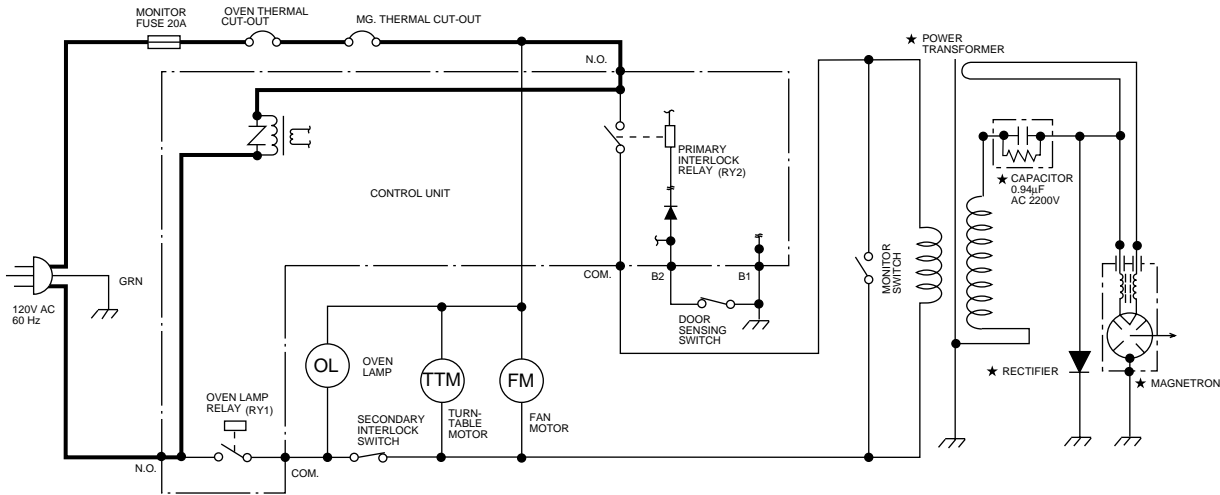 MONITOR
FUSE 20A
OVEN THERMAL
CUT-OUT
MG. THERMAL CUT-OUT
N.O.
★ POWER
TRANSFORMER
PRIMARY
INTERLOCK
RELAY (RY2)
CONTROL UNIT
★ CAPACITOR
0.94µF
AC 2200V
GRN
120V AC
60 Hz
COM.
B2
B1
MONITOR
SWITCH
DOOR
SENSING
SWITCH
OL
OVEN
LAMP
TTM
FM
★ RECTIFIER
★ MAGNETRON
OVEN LAMP
RELAY (RY1)
SECONDARY
INTERLOCK
SWITCH
TURN-
TABLE
MOTOR
FAN
MOTOR
N.O.
COM.